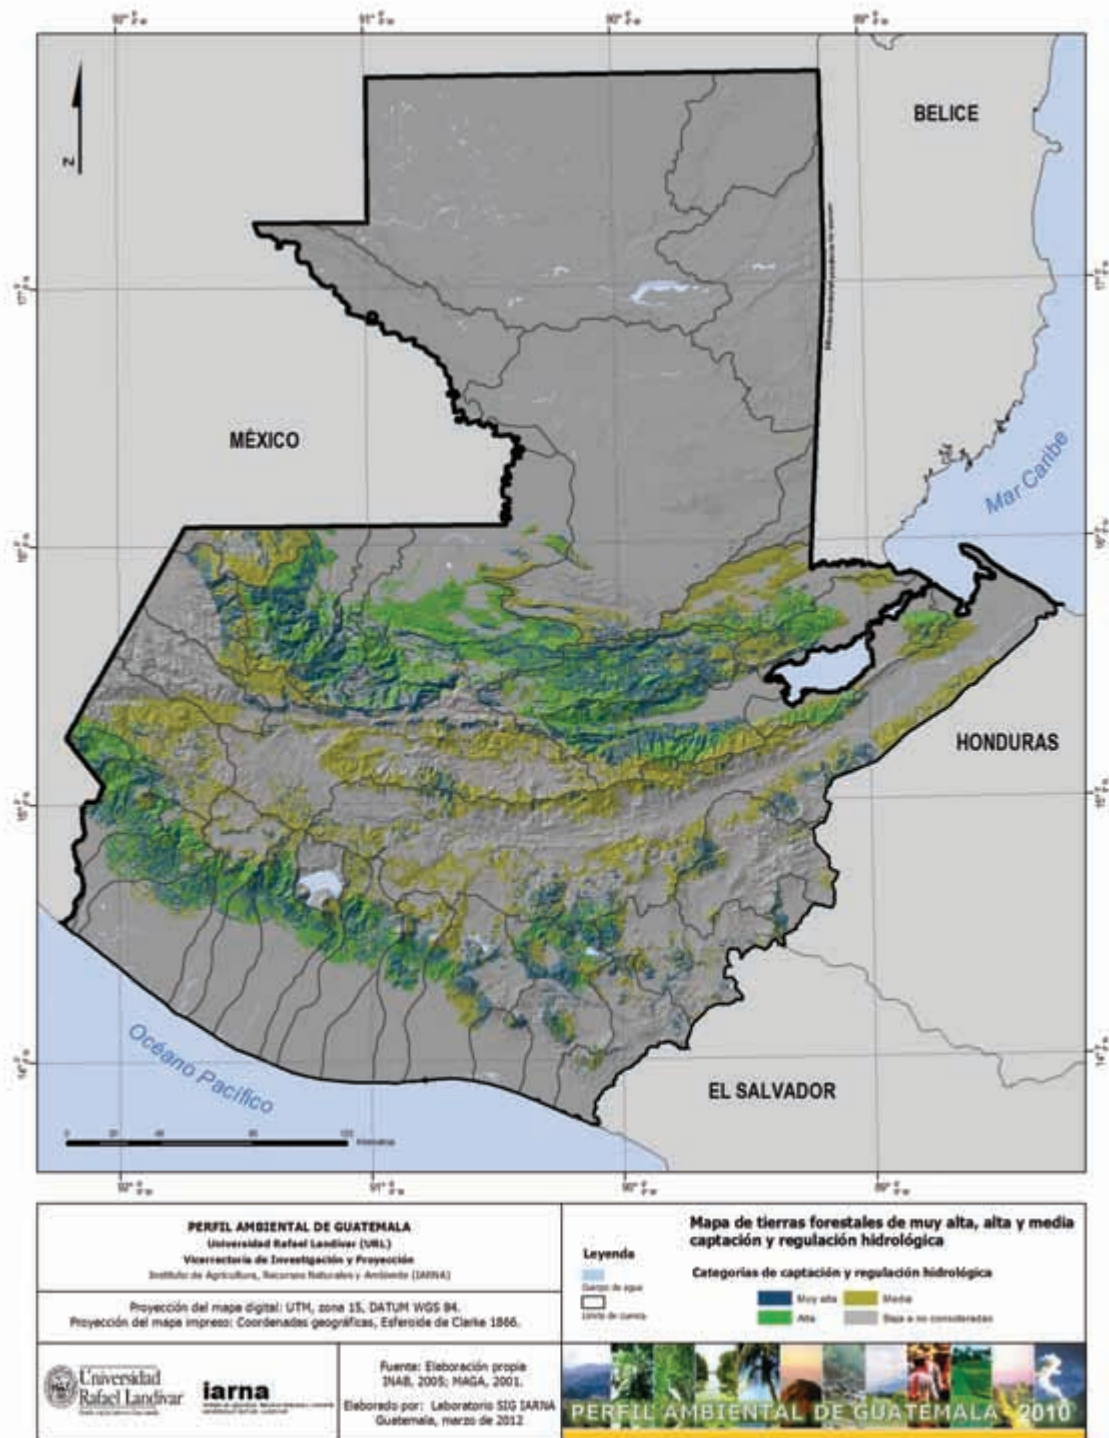 BELICE
MÉXICO
Mar Caribe
HONDURAS
Océano Pacífico
EL SALVADOR
PERFIL AMBIENTAL DE GUATEMALA
Universidad Rafael Landívar (URL)
Vicerrectoría de Investigación y Proyección
Instituto de Agricultura, Recursos Naturales y Ambiente (IARNA)
Proyección del mapa digital: UTM, zona 15, DATUM WGS 84.
Proyección del mapa impreso: Coordenadas geográficas, Esferoide de Clarke 1866.
Universidad
Rafael Landívar
iarna
Fuente: Elaboración propia
INAB, 2005; MAGA, 2001.
Elaborado por: Laboratorio SIG IARNA
Guatemala, marzo de 2012
Mapa de tierras forestales de muy alta, alta y media
captación y regulación hidrológica
Leyenda
Cuerpo de agua
Límite de cuenca
Categorías de captación y regulación hidrológica
Muy alta
Media
Alta
Baja o no consideradas
PERFIL AMBIENTAL DE GUATEMALA 2010